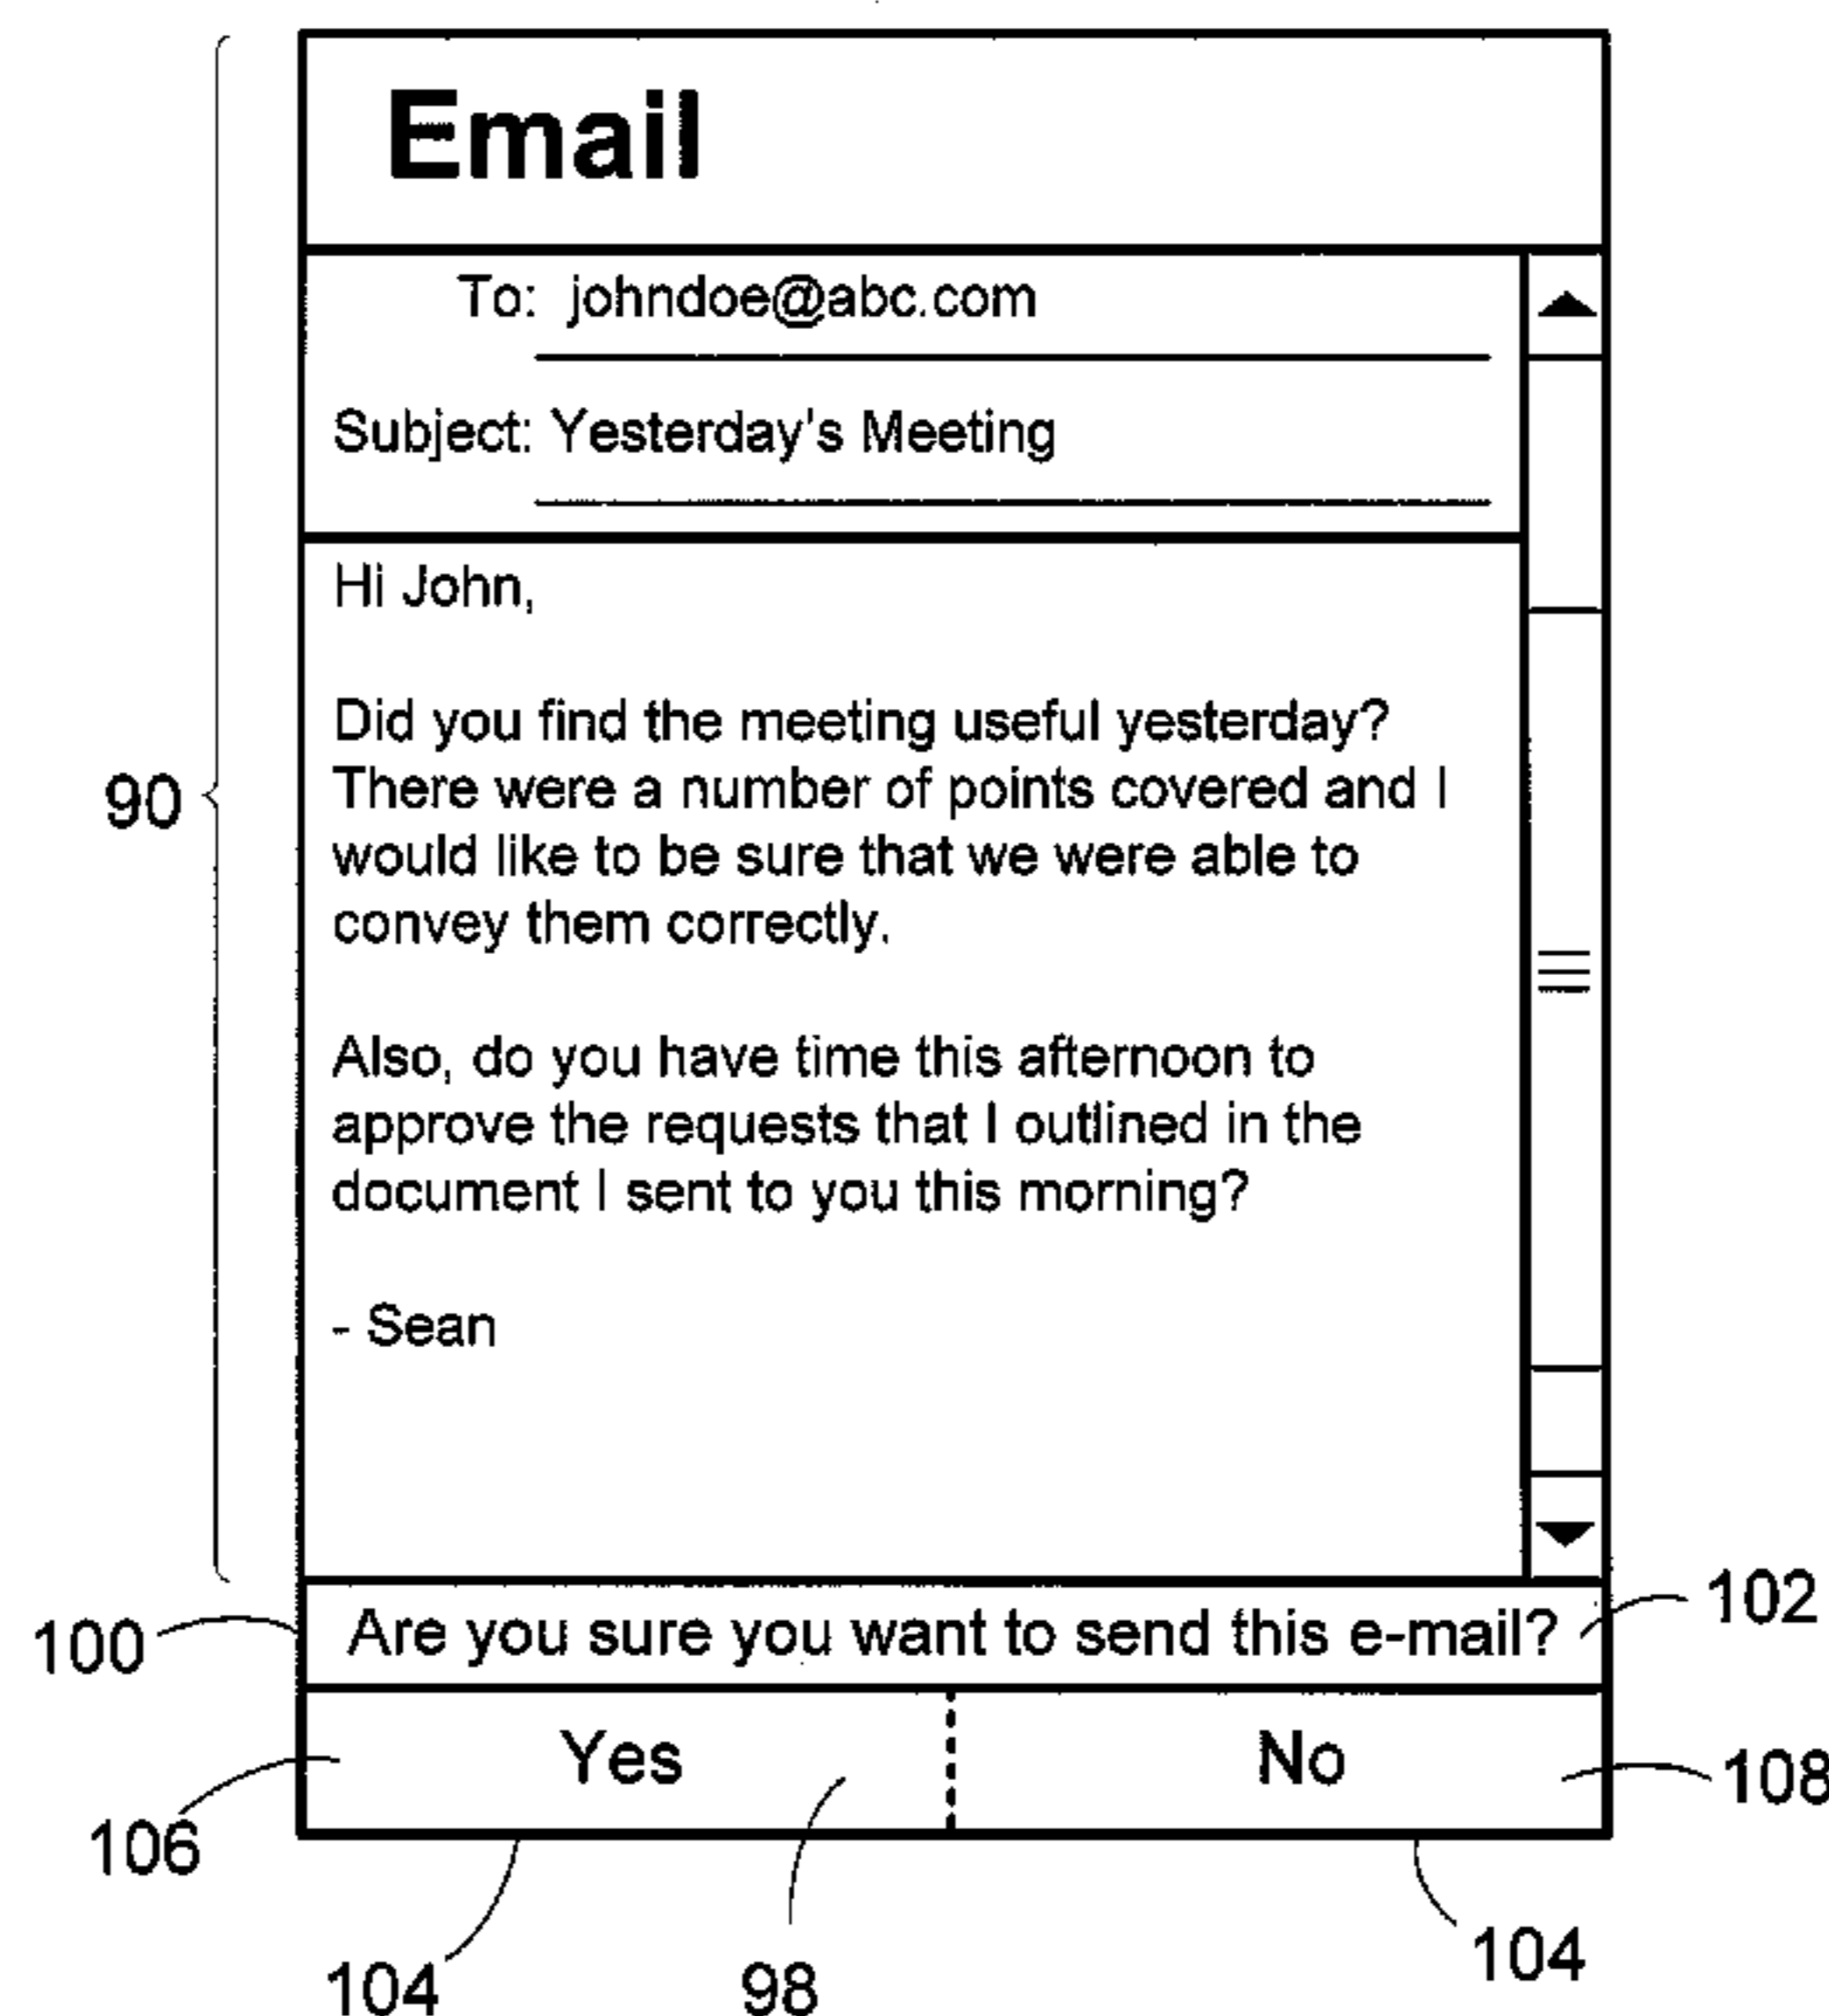 Email
To: johndoe@abc.com
Subject: Yesterday's Meeting
Hi John,
Did you find the meeting useful yesterday?
There were a number of points covered and I
would like to be sure that we were able to
convey them correctly.
Also, do you have time this afternoon to
approve the requests that I outlined in the
document I sent to you this morning?
- Sean
90
Are you sure you want to send this e-mail?
100
102
Yes
No
106
108
104
98
104